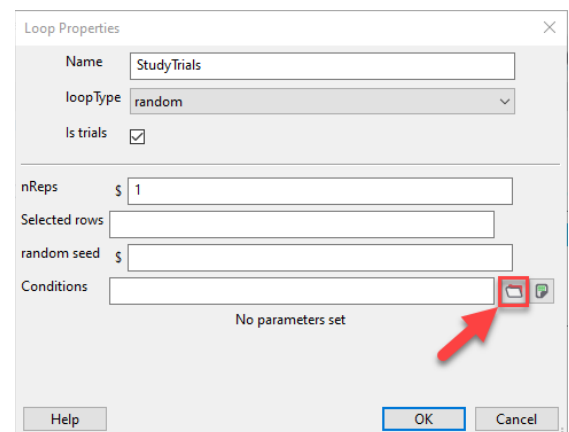 Loop Properties
Name StudyTrials
loopType random
Is trials
nReps $ 1
Selected rows
random seed $
Conditions
No parameters set
Help OK Cancel